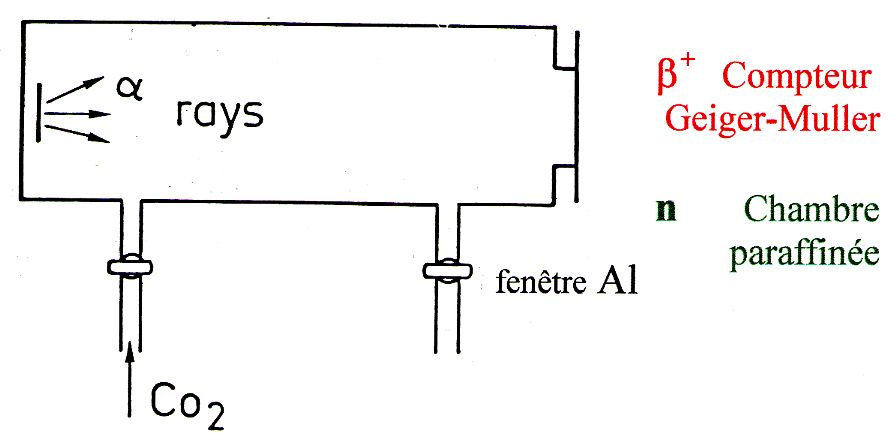 α
rays
β⁺ Compteur
Geiger-Muller
n Chambre
paraffinée
fenêtre Al
Co₂